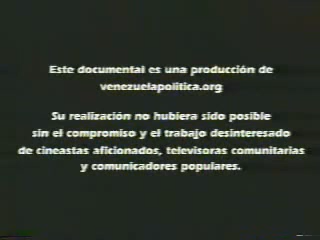 Este documental es una producción de
venezuelapolitica.org
Su realización no hubiera sido posible
sin el compromiso y el trabajo desinteresado
de cineastas aficionados, televisoras comunitarias
y comunicadores populares.